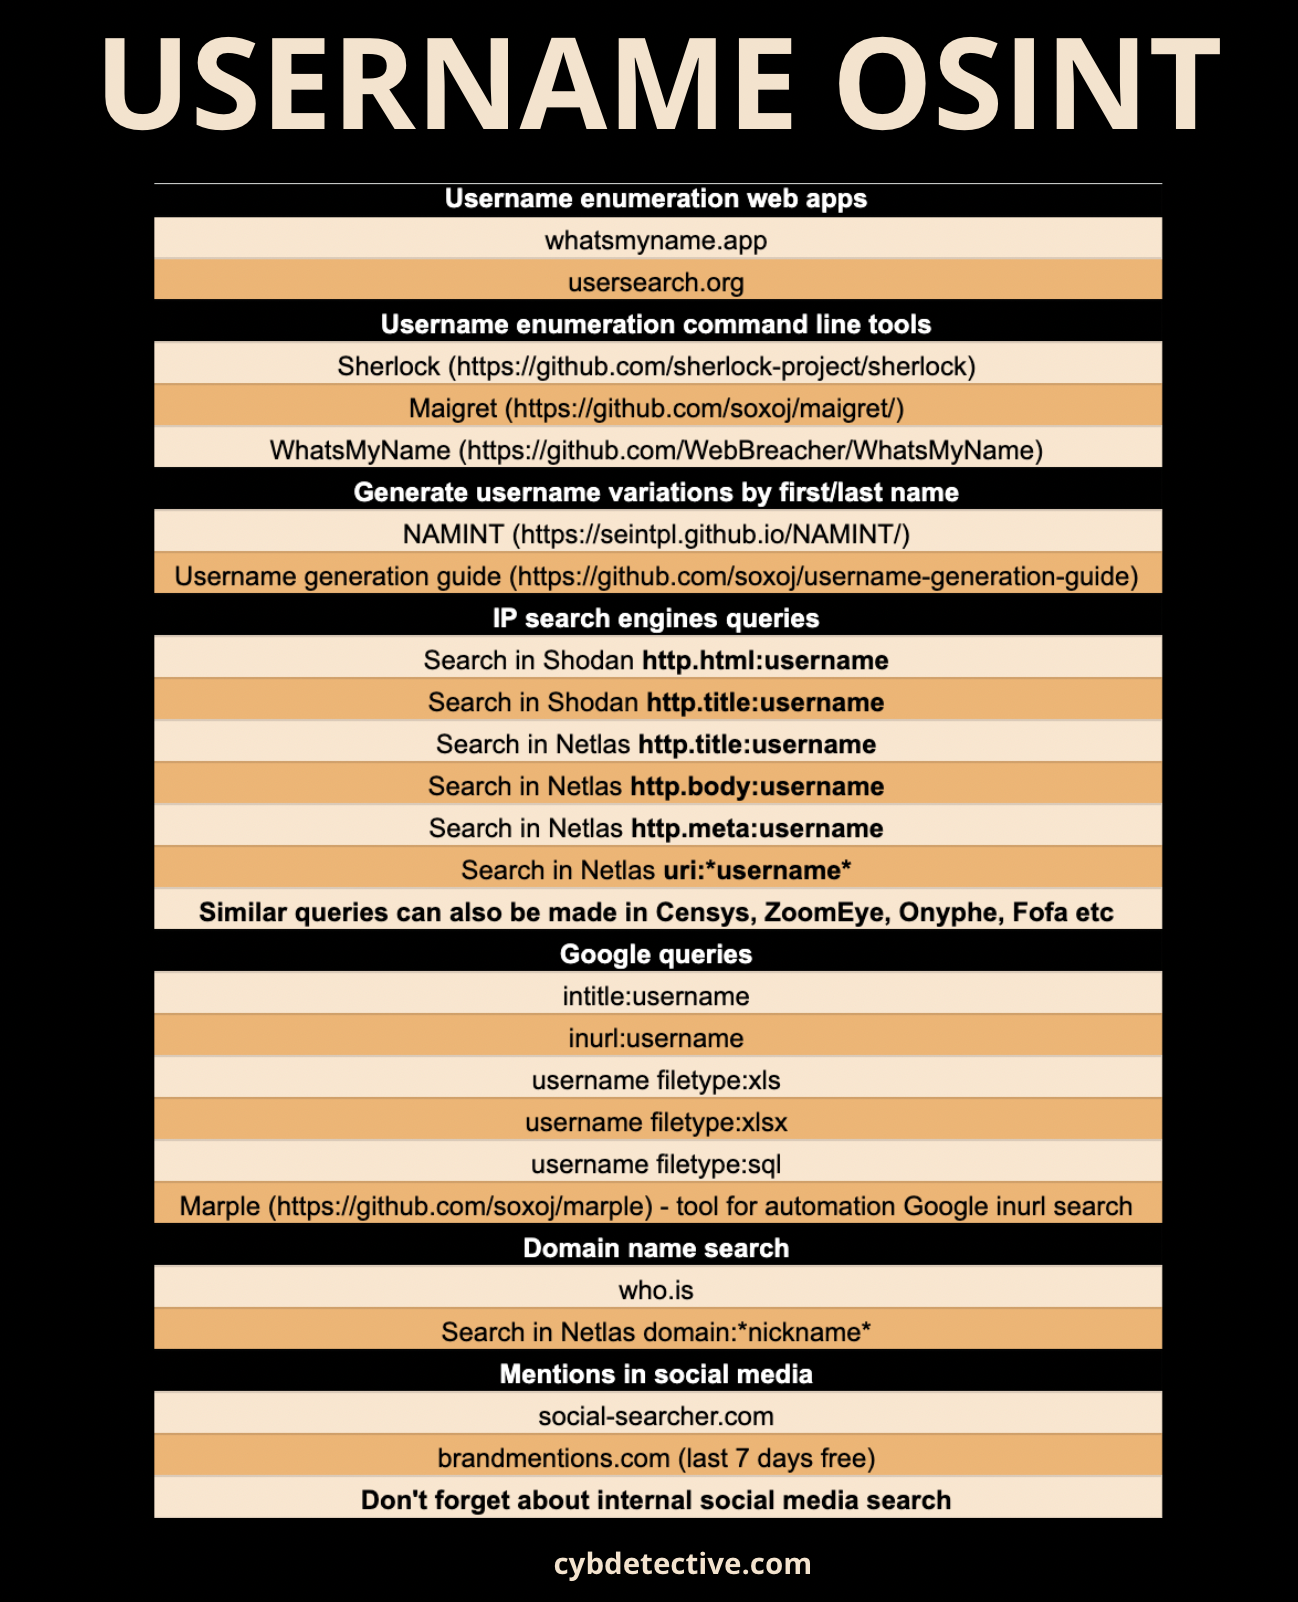 USERNAME OSINT
Username enumeration web apps
whatsmyname.app
usersearch.org
Username enumeration command line tools
Sherlock (https://github.com/sherlock-project/sherlock)
Maigret (https://github.com/soxoj/maigret/)
WhatsMyName (https://github.com/WebBreacher/WhatsMyName)
Generate username variations by first/last name
NAMINT (https://seintpl.github.io/NAMINT/)
Username generation guide (https://github.com/soxoj/username-generation-guide)
IP search engines queries
Search in Shodan http.html:username
Search in Shodan http.title:username
Search in Netlas http.title:username
Search in Netlas http.body:username
Search in Netlas http.meta:username
Search in Netlas uri:*username*
Similar queries can also be made in Censys, ZoomEye, Onyphe, Fofa etc
Google queries
intitle:username
inurl:username
username filetype:xls
username filetype:xlsx
username filetype:sql
Marple (https://github.com/soxoj/marple) - tool for automation Google inurl search
Domain name search
who.is
Search in Netlas domain:*nickname*
Mentions in social media
social-searcher.com
brandmentions.com (last 7 days free)
Don't forget about internal social media search
cybdetective.com